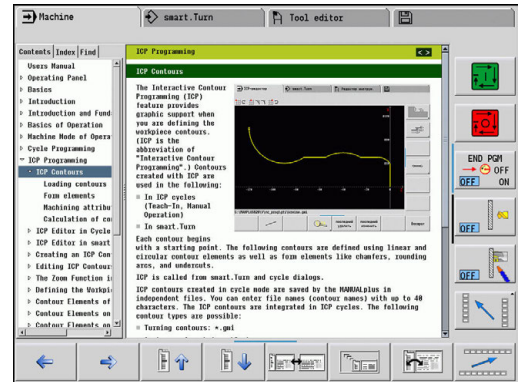 Machine
smart.Turn
Tool editor
Contents Index Find
Users Manual
Operating Panel
Basics
Introduction
Introduction and Fund
Basics of Operation
Machine Mode of Opera
Cycle Programming
ICP Programming
ICP Contours
Loading contours
Form elements
Machining attribu
Calculation of co
ICP Editor in Cycle
ICP Editor in smart
Creating an ICP Con
Editing ICP Contour
The Zoom Function i
Defining the Workpi
Contour Elements of
Contour Elements on
Contour Elements on
ICP Programming
ICP Contours
The Interactive Contour
Programming (ICP)
feature provides
graphic support when
you are defining the
workpiece contours.
(ICP is the
abbreviation of
"Interactive Contour
Programming".) Contours
created with ICP are
used in the following:
In ICP cycles
(Teach-In, Manual
Operation)
In smart.Turn
Each contour begins
with a starting point. The following contours are defined using linear and
circular contour elements as well as form elements like chamfers, rounding
arcs, and undercuts.
ICP is called from smart.Turn and cycle dialogs.
ICP contours created in cycle mode are saved by the MANUALplus in
independent files. You can enter file names (contour names) with up to 40
characters. The ICP contours are integrated in ICP cycles. The following
contour types are possible:
Turning contours: *.gmi
END PGM
OFF
OFF ON
OFF
OFF